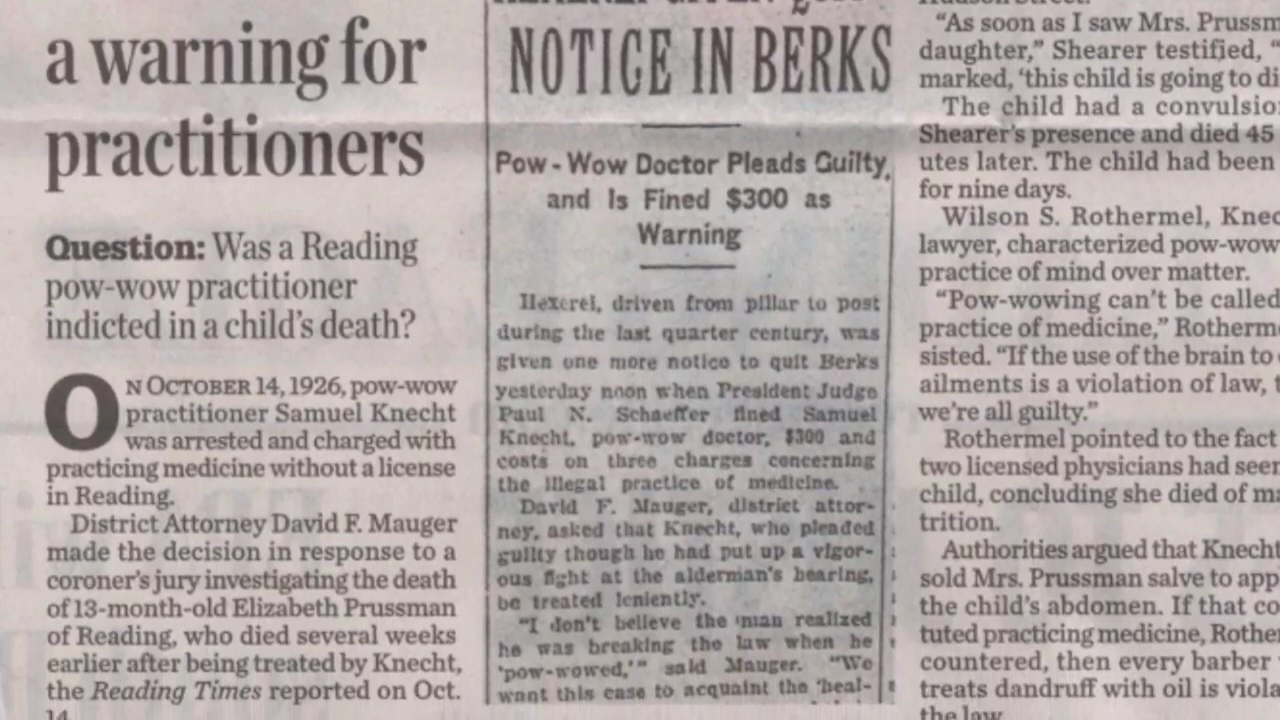 a warning for
practitioners
Question: Was a Reading
pow-wow practitioner
indicted in a child's death?
ON OCTOBER 14, 1926, pow-wow
practitioner Samuel Knecht
was arrested and charged with
practicing medicine without a license
in Reading.
District Attorney David F. Mauger
made the decision in response to a
coroner's jury investigating the death
of 13-month-old Elizabeth Prussman
of Reading, who died several weeks
earlier after being treated by Knecht,
the Reading Times reported on Oct.
14
NOTICE IN BERKS
Pow-Wow Doctor Pleads Guilty,
and Is Fined $300 as
Warning
Hexerei, driven from pillar to post
during the last quarter century, was
given one more notice to quit Berks
yesterday noon when President Judge
Paul N. Schaeffer fined Samuel
Knecht, pow-wow doctor, $300 and
costs on three charges concerning
the illegal practice of medicine.
David F. Mauger, district attor-
ney, asked that Knecht, who pleaded
guilty though he had put up a vigor-
ous fight at the alderman's hearing,
be treated leniently.
"I don't believe the man realized
he was breaking the law when he
'pow-wowed,'" said Mauger. "We
want this case to acquaint the 'heal-
"As soon as I saw Mrs. Prussm
daughter," Shearer testified, "
marked, 'this child is going to di
The child had a convulsion
Shearer's presence and died 45
utes later. The child had been
for nine days.
Wilson S. Rothermel, Knec
lawyer, characterized pow-wow
practice of mind over matter.
"Pow-wowing can't be called
practice of medicine," Rotherm
sisted. "If the use of the brain to
ailments is a violation of law, t
we're all guilty."
Rothermel pointed to the fact
two licensed physicians had seen
child, concluding she died of ma
trition.
Authorities argued that Knecht
sold Mrs. Prussman salve to app
the child's abdomen. If that co
tuted practicing medicine, Rother
countered, then every barber
treats dandruff with oil is viola
the law